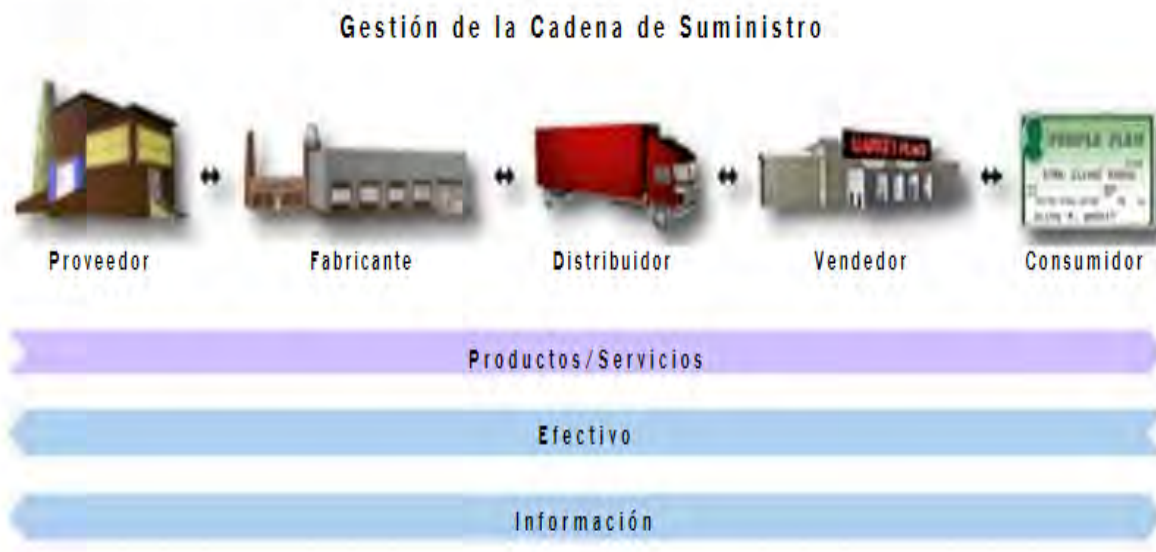 Gestión de la Cadena de Suministro
Proveedor
Fabricante
Distribuidor
Vendedor
Consumidor
Productos/Servicios
Efectivo
Información